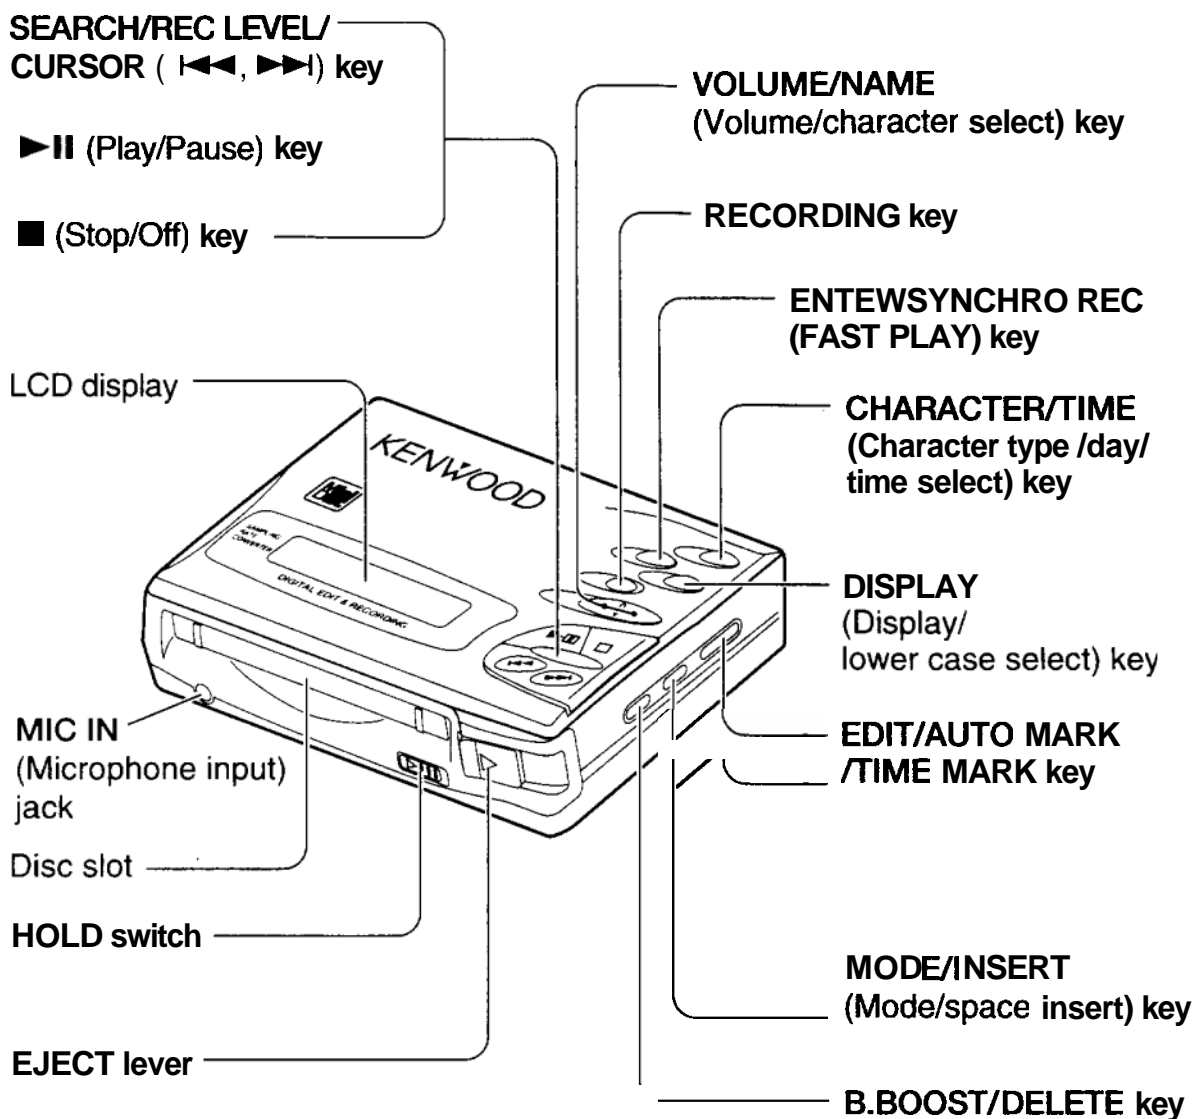 SEARCH/REC LEVEL/
CURSOR ( ⏮, ⏭) key
►II (Play/Pause) key
■ (Stop/Off) key
LCD display
MIC IN
(Microphone input)
jack
Disc slot
HOLD switch
EJECT lever
VOLUME/NAME
(Volume/character select) key
RECORDING key
ENTEWSYNCHRO REC
(FAST PLAY) key
CHARACTER/TIME
(Character type /day/
time select) key
DISPLAY
(Display/
lower case select) key
EDIT/AUTO MARK
/TIME MARK key
MODE/INSERT
(Mode/space insert) key
B.BOOST/DELETE key
KENWOOD
SAMPLING
RATE
CONVERTER
DIGITAL EDIT & RECORDING